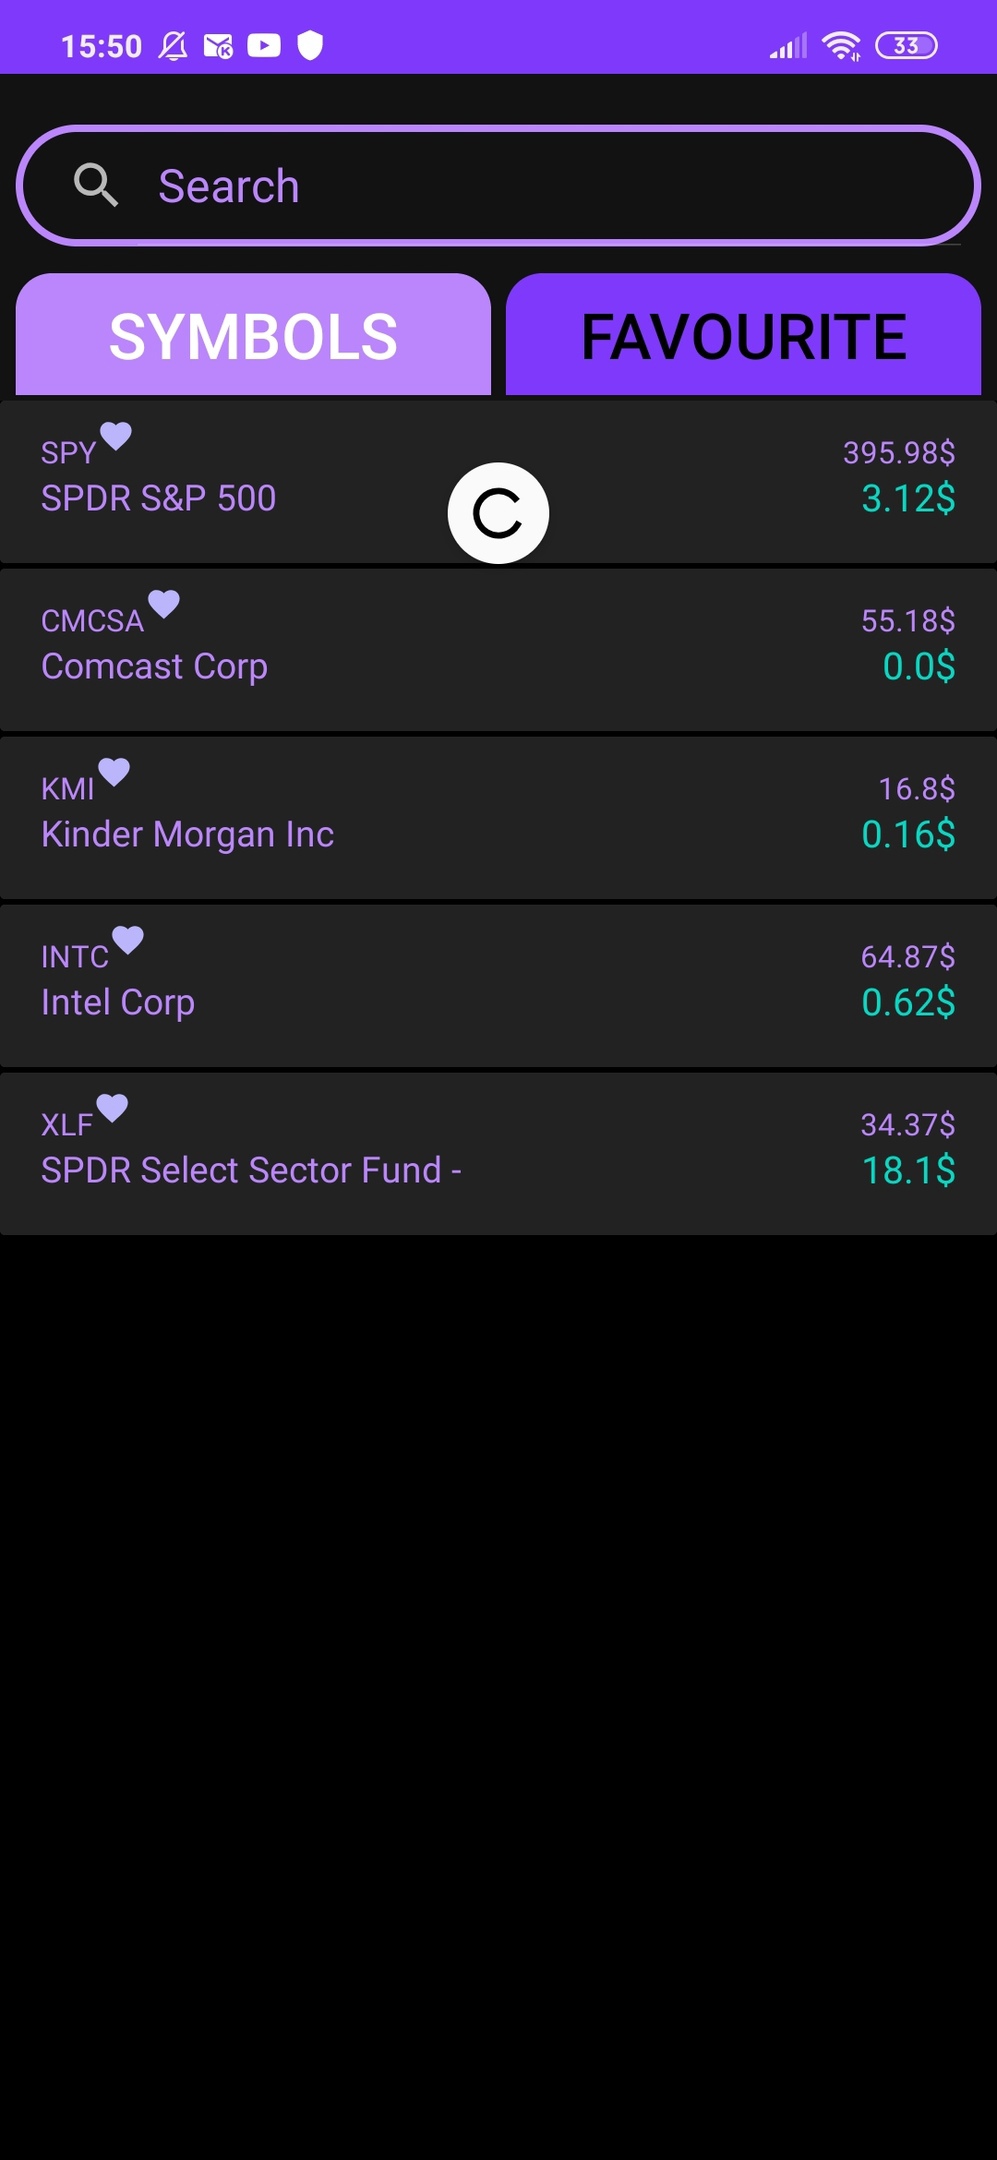 15:50
33
Search
SYMBOLS FAVOURITE
SPY 395.98$
SPDR S&P 500 3.12$
CMCSA 55.18$
Comcast Corp 0.0$
KMI 16.8$
Kinder Morgan Inc 0.16$
INTC 64.87$
Intel Corp 0.62$
XLF 34.37$
SPDR Select Sector Fund - 18.1$